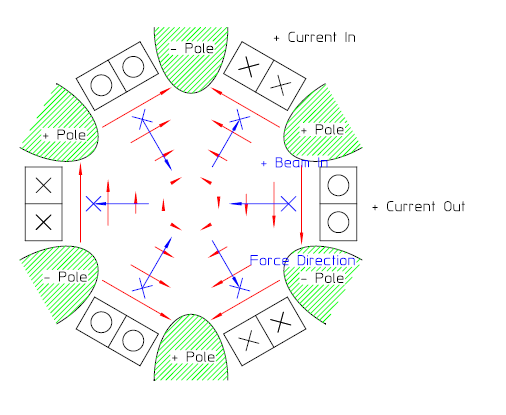 + Current In
- Pole
+ Pole
+ Pole
+ Beam In
+ Current Out
Force Direction
- Pole
- Pole
+ Pole